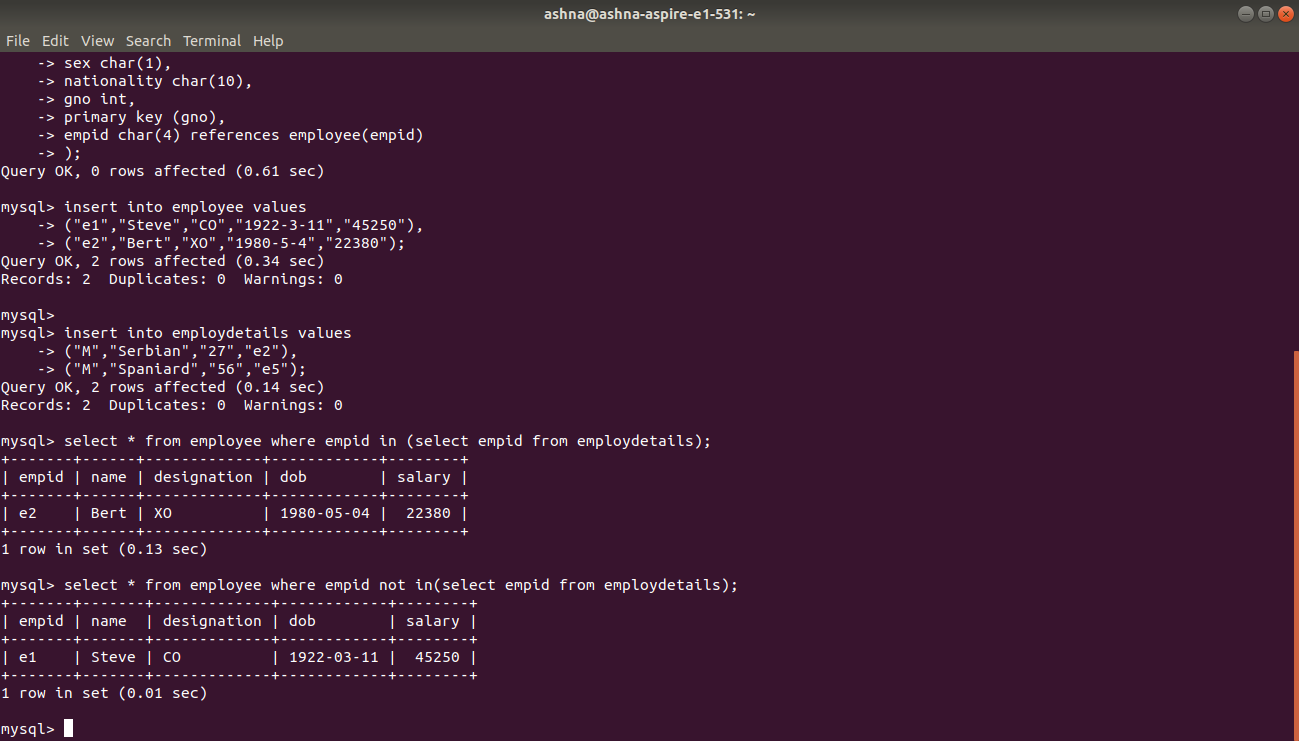 ashna@ashna-aspire-e1-531: ~
File Edit View Search Terminal Help
    -> sex char(1),
    -> nationality char(10),
    -> gno int,
    -> primary key (gno),
    -> empid char(4) references employee(empid)
    -> );
Query OK, 0 rows affected (0.61 sec)

mysql> insert into employee values
    -> ("e1","Steve","CO","1922-3-11","45250"),
    -> ("e2","Bert","XO","1980-5-4","22380");
Query OK, 2 rows affected (0.34 sec)
Records: 2  Duplicates: 0  Warnings: 0

mysql>
mysql> insert into employdetails values
    -> ("M","Serbian","27","e2"),
    -> ("M","Spaniard","56","e5");
Query OK, 2 rows affected (0.14 sec)
Records: 2  Duplicates: 0  Warnings: 0

mysql> select * from employee where empid in (select empid from employdetails);
+-------+------+-------------+------------+--------+
| empid | name | designation | dob        | salary |
+-------+------+-------------+------------+--------+
| e2    | Bert | XO          | 1980-05-04 |  22380 |
+-------+------+-------------+------------+--------+
1 row in set (0.13 sec)

mysql> select * from employee where empid not in(select empid from employdetails);
+-------+-------+-------------+------------+--------+
| empid | name  | designation | dob        | salary |
+-------+-------+-------------+------------+--------+
| e1    | Steve | CO          | 1922-03-11 |  45250 |
+-------+-------+-------------+------------+--------+
1 row in set (0.01 sec)

mysql>